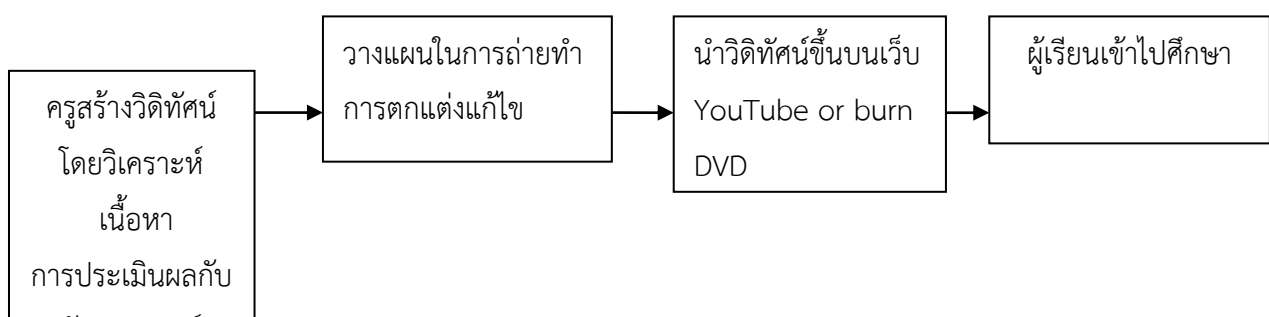 ครูสร้างวิดิทัศน์
โดยวิเคราะห์
เนื้อหา
การประเมินผลกับ
วางแผนในการถ่ายทำ
การตกแต่งแก้ไข
นำวิดิทัศน์ขึ้นบนเว็บ
YouTube or burn
DVD
ผู้เรียนเข้าไปศึกษา